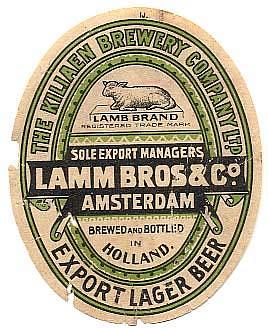 THE KILIAEN BREWERY COMPANY LTD
LAMB BRAND
REGISTERED TRADE MARK
SOLE EXPORT MANAGERS
LAMM BROS & Co.
AMSTERDAM
BREWED AND BOTTLED
IN
HOLLAND.
EXPORT LAGER BEER